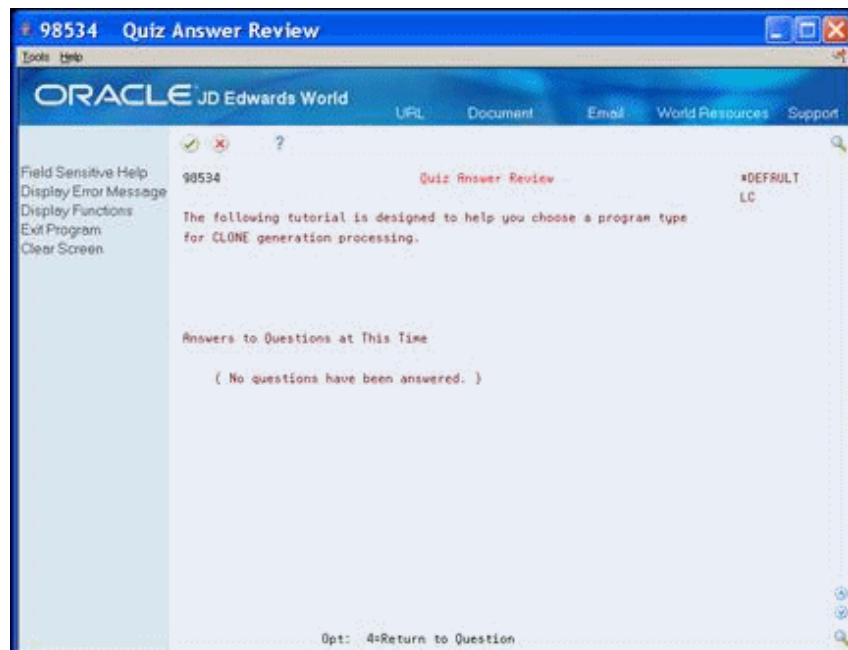 98534 Quiz Answer Review
Tools Help
ORACLE JD Edwards World
URL Document Email World Resources Support
?
Field Sensitive Help
Display Error Message
Display Functions
Exit Program
Clear Screen
98534 Quiz Answer Review *DEFAULT
LC
The following tutorial is designed to help you choose a program type
for CLONE generation processing.
Answers to Questions at This Time
( No questions have been answered. )
Opt: 4=Return to Question